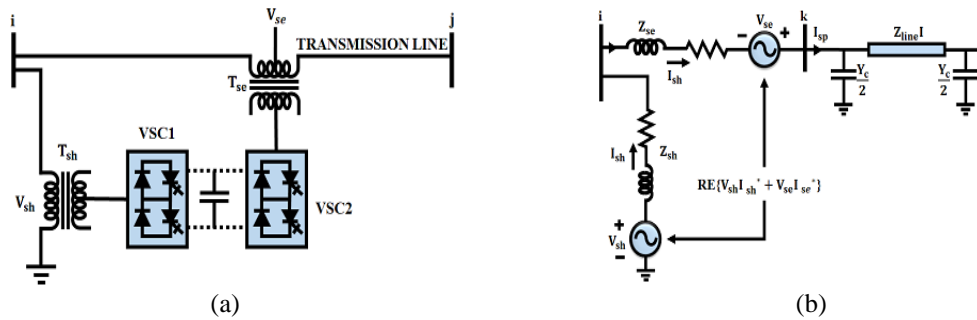 i
V_se
j
TRANSMISSION LINE
T_se
T_sh
VSC1
V_sh
VSC2
(a)
i
Z_se
V_se
- +
k
I_sp
Z_line I
I_sh
Y_c/2
Y_c/2
I_sh
Z_sh
RE{V_sh I_sh* + V_se I_se*}
+
V_sh
-
(b)